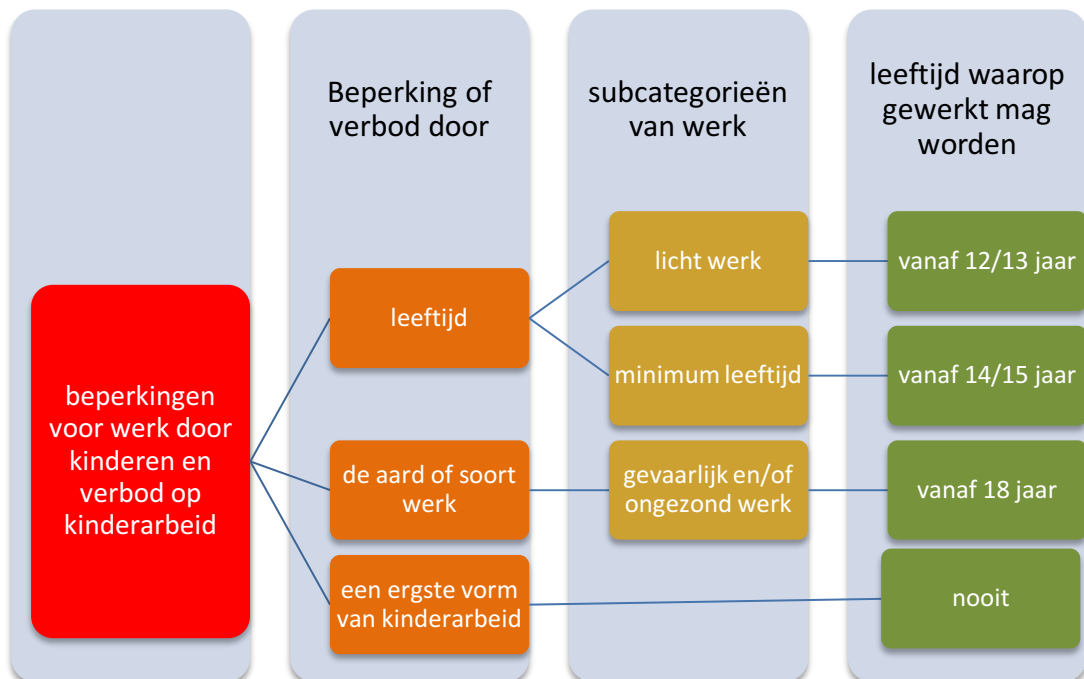 Beperking of
verbod door
subcategorieën
van werk
leeftijd waarop
gewerkt mag
worden
beperkingen
voor werk door
kinderen en
verbod op
kinderarbeid
leeftijd
licht werk
vanaf 12/13 jaar
minimum leeftijd
vanaf 14/15 jaar
de aard of soort
werk
gevaarlijk en/of
ongezond werk
vanaf 18 jaar
een ergste vorm
van kinderarbeid
nooit